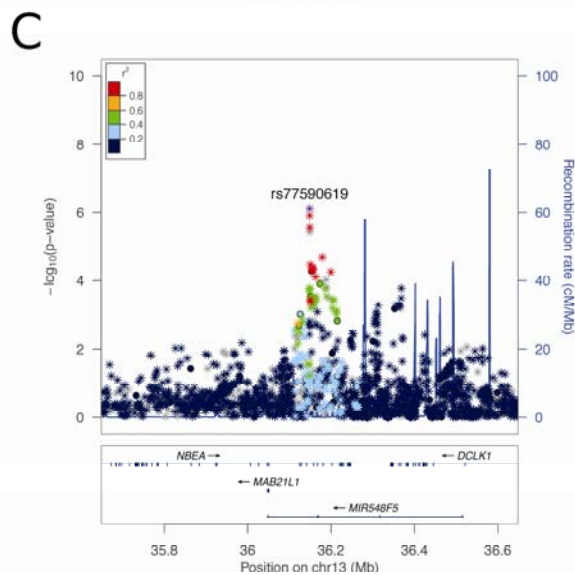 C
r²
0.8
0.6
0.4
0.2
rs77590619
10
8
6
4
2
0
−log₁₀(p−value)
100
80
60
40
20
0
Recombination rate (cM/Mb)
NBEA→
←DCLK1
←MAB21L1
←MIR548F5
35.8 36 36.2 36.4 36.6
Position on chr13 (Mb)